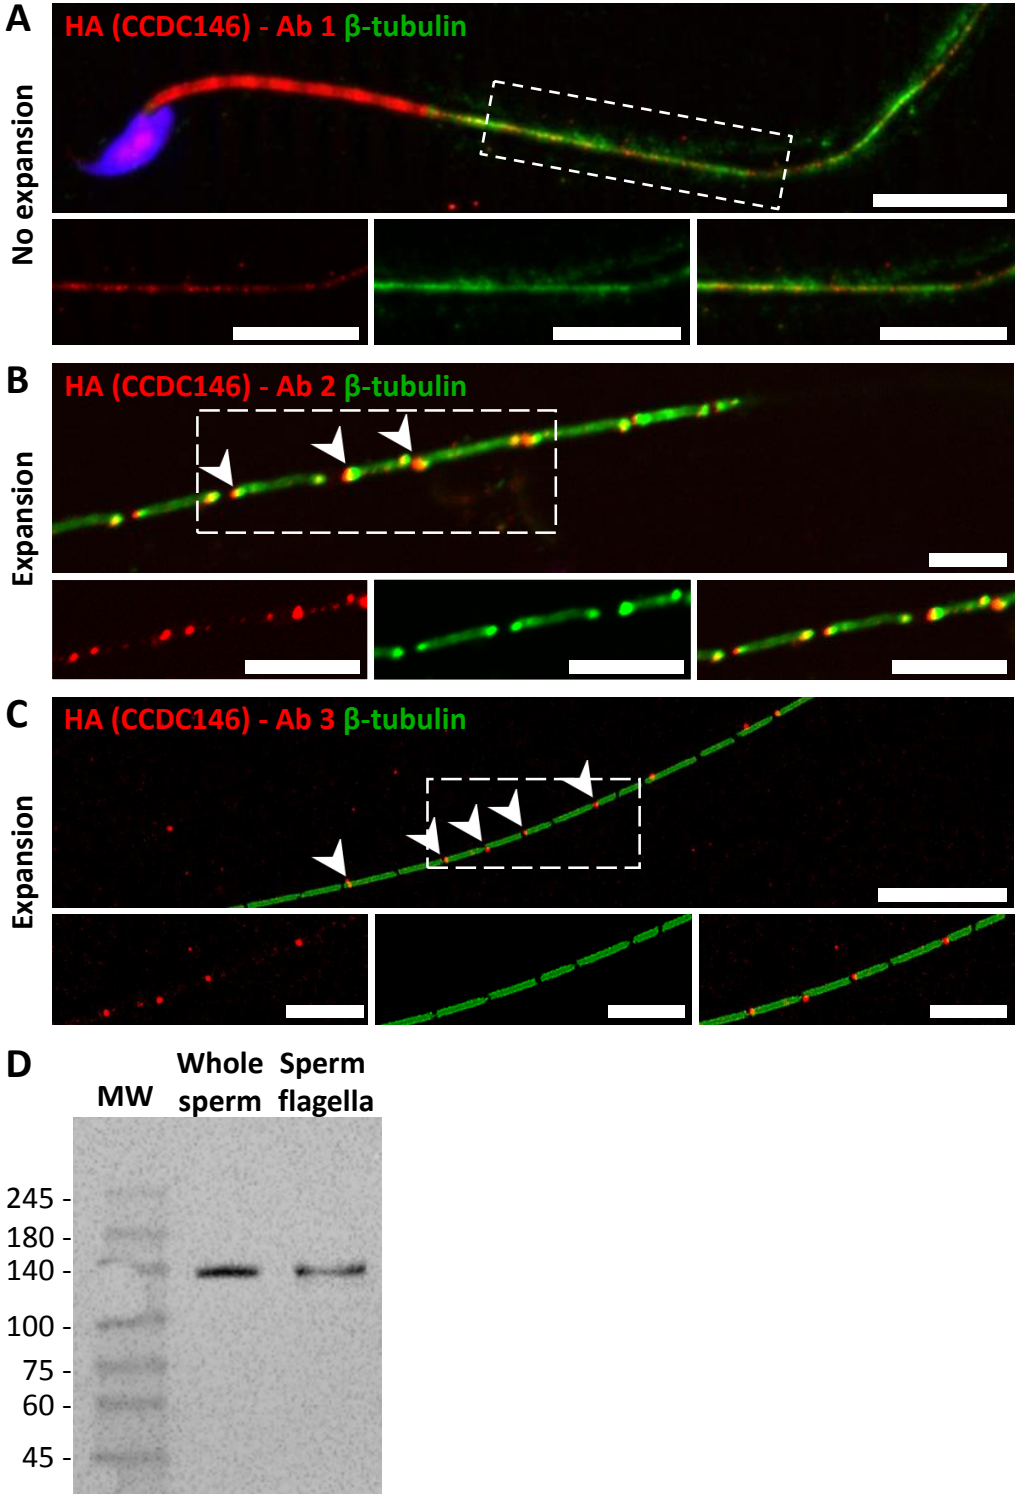 A
HA (CCDC146) - Ab 1 β-tubulin
No expansion
B
HA (CCDC146) - Ab 2 β-tubulin
Expansion
C
HA (CCDC146) - Ab 3 β-tubulin
Expansion
D
MW
Whole sperm
Sperm flagella
245 -
180 -
140 -
100 -
75 -
60 -
45 -